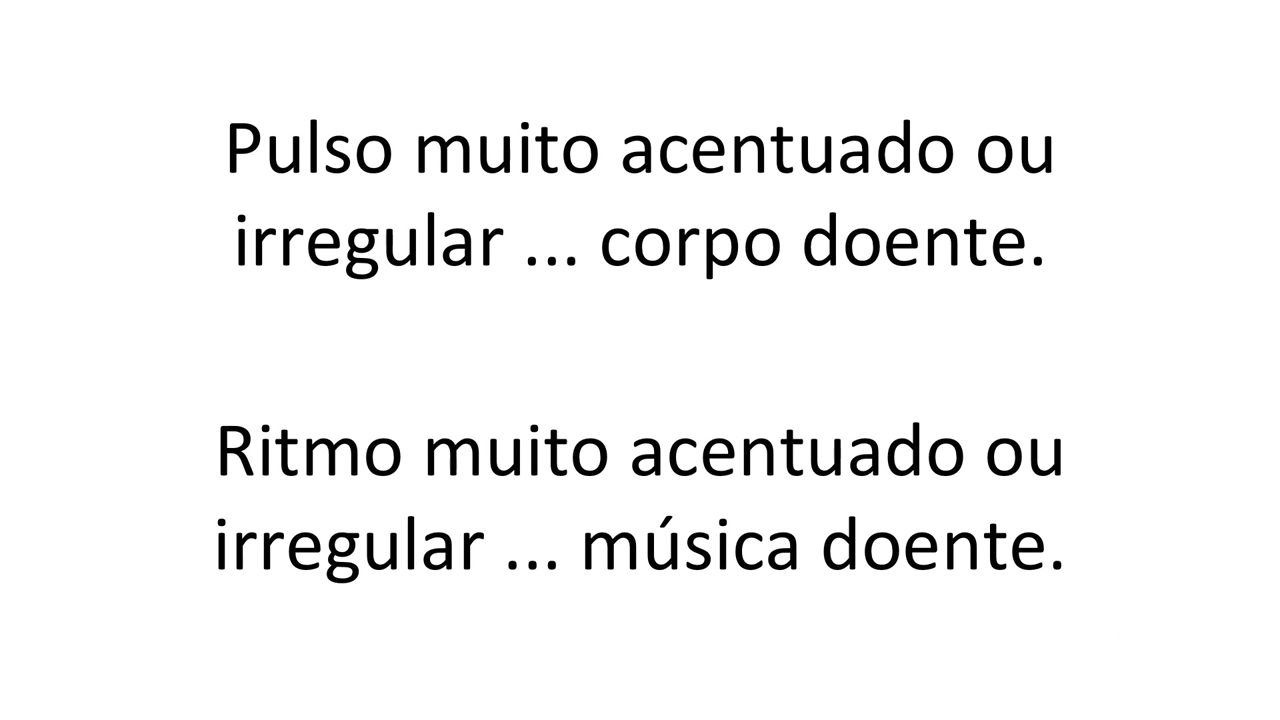 Pulso muito acentuado ou
irregular ... corpo doente.
Ritmo muito acentuado ou
irregular ... música doente.